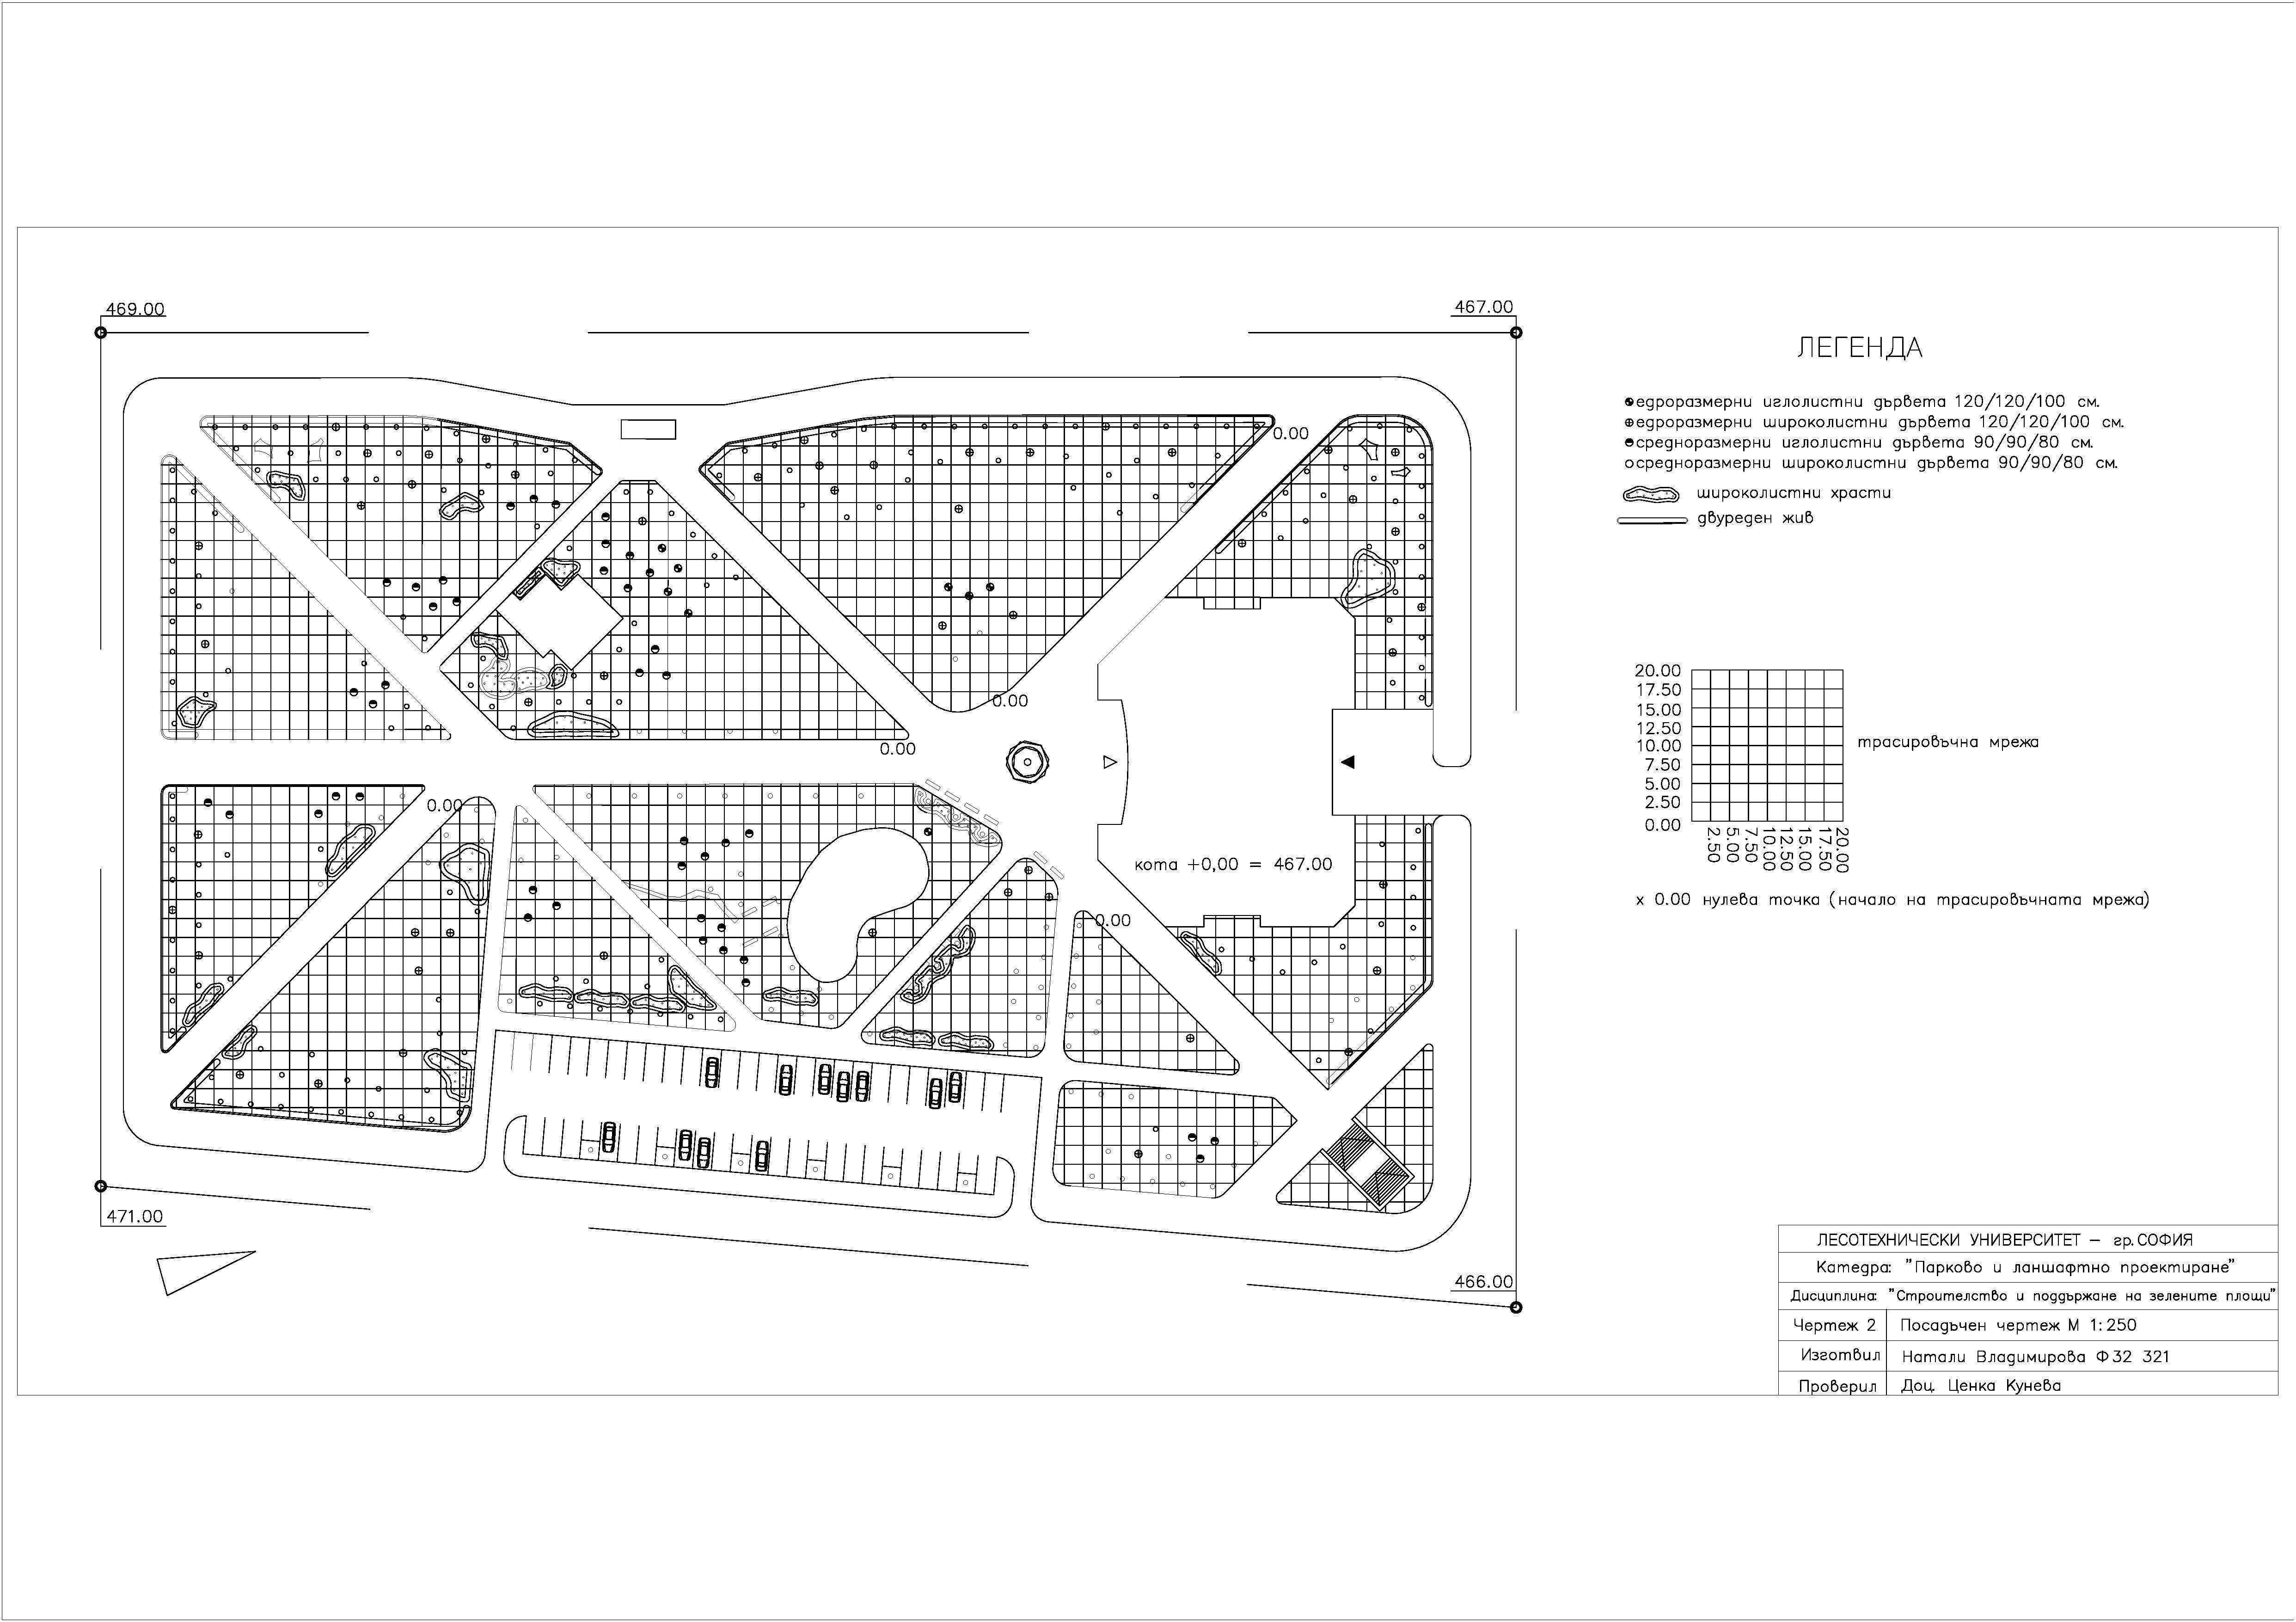 469.00
467.00
ЛЕГЕНДА
едроразмерни иглолистни дървета 120/120/100 см.
едроразмерни широколистни дървета 120/120/100 см.
средноразмерни иглолистни дървета 90/90/80 см.
средноразмерни широколистни дървета 90/90/80 см.
широколистни храсти
двуреден жив
0.00
0.00
0.00
0.00
0.00
кота +0,00 = 467.00
20.00
17.50
15.00
12.50
10.00
7.50
5.00
2.50
0.00
2.50
5.00
7.50
10.00
12.50
15.00
17.50
20.00
трасировъчна мрежа
x 0.00 нулева точка (начало на трасировъчната мрежа)
471.00
466.00
ЛЕСОТЕХНИЧЕСКИ УНИВЕРСИТЕТ – гр.СОФИЯ
Катедра: "Парково и ланшафтно проектиране"
Дисциплина: "Строителство и поддържане на зелените площи"
Чертеж 2 Посадъчен чертеж М 1:250
Изготвил Натали Владимирова Ф32 321
Проверил Доц. Ценка Кунева